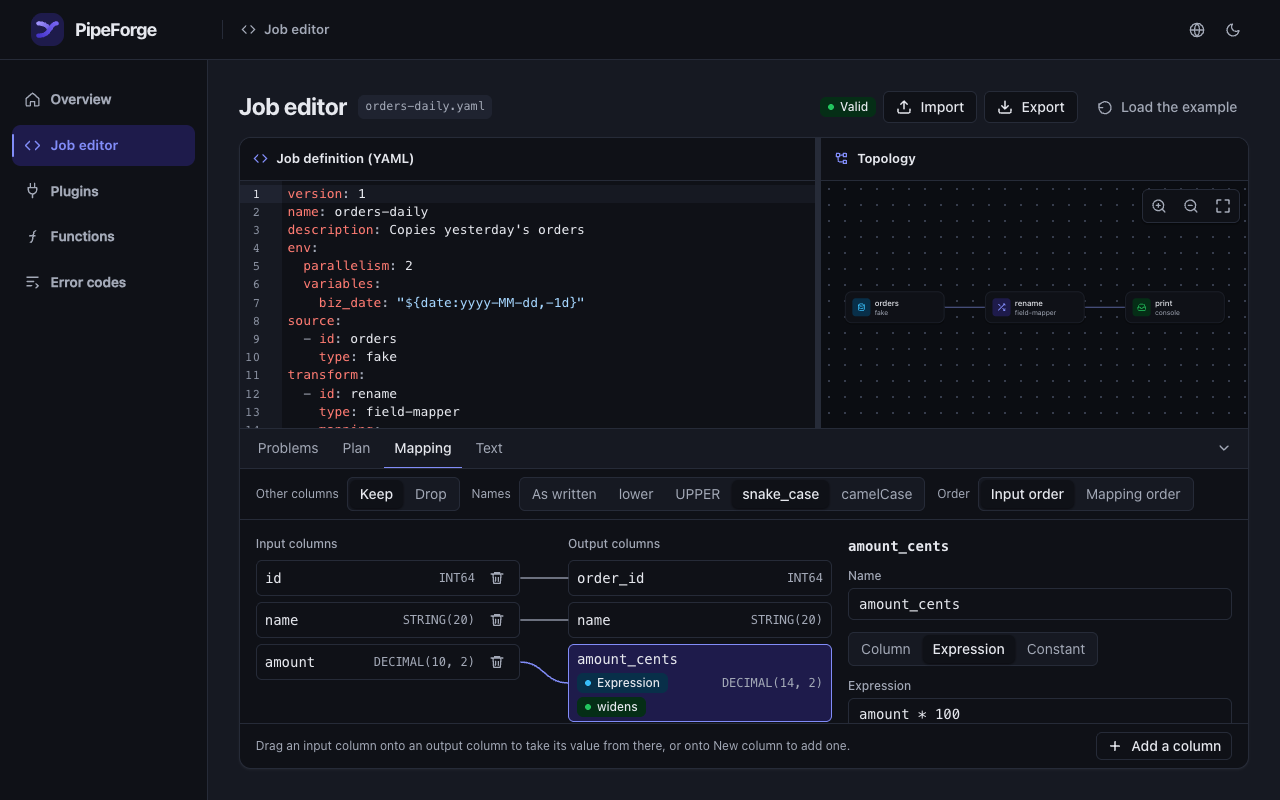 PipeForge
Job editor
Overview
Job editor
Plugins
Functions
Error codes
Job editor
orders-daily.yaml
Valid
Import
Export
Load the example
Job definition (YAML)
1 version: 1
2 name: orders-daily
3 description: Copies yesterday's orders
4 env:
5 parallelism: 2
6 variables:
7 biz_date: "${date:yyyy-MM-dd,-1d}"
8 source:
9 - id: orders
10 type: fake
11 transform:
12 - id: rename
13 type: field-mapper
Topology
orders
fake
rename
field-mapper
print
console
Problems Plan Mapping Text
Other columns Keep Drop Names As written lower UPPER snake_case camelCase Order Input order Mapping order
Input columns
id INT64
name STRING(20)
amount DECIMAL(10, 2)
Output columns
order_id INT64
name STRING(20)
amount_cents
Expression DECIMAL(14, 2)
widens
amount_cents
Name
amount_cents
Column Expression Constant
Expression
amount * 100
Drag an input column onto an output column to take its value from there, or onto New column to add one.
Add a column